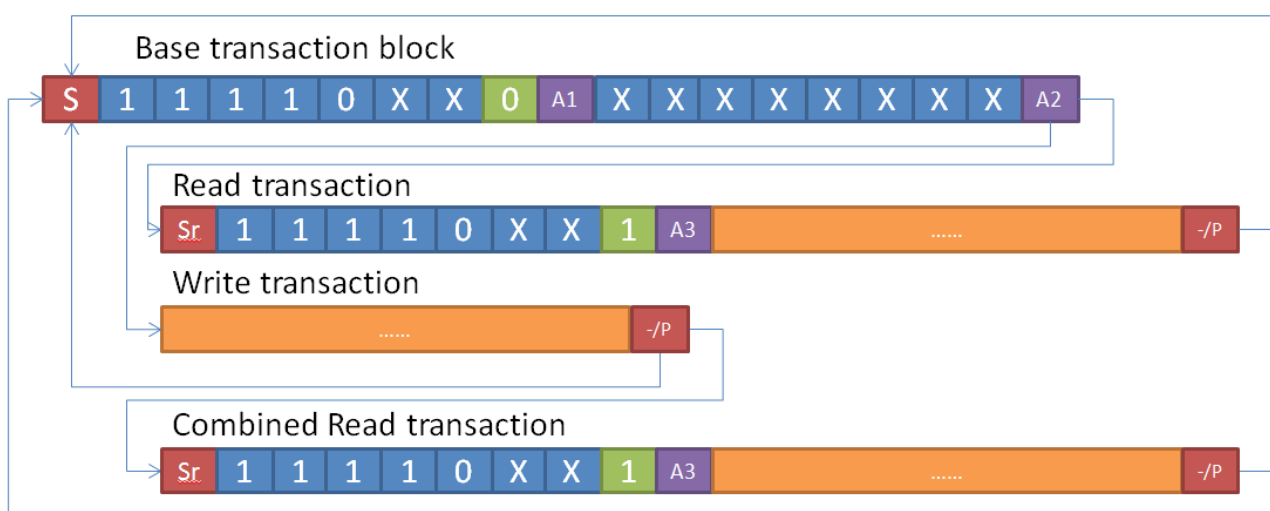 Base transaction block
S 1 1 1 1 0 X X 0 A1 X X X X X X X X A2
Read transaction
Sr 1 1 1 1 0 X X 1 A3 ...... -/P
Write transaction
...... -/P
Combined Read transaction
Sr 1 1 1 1 0 X X 1 A3 ...... -/P